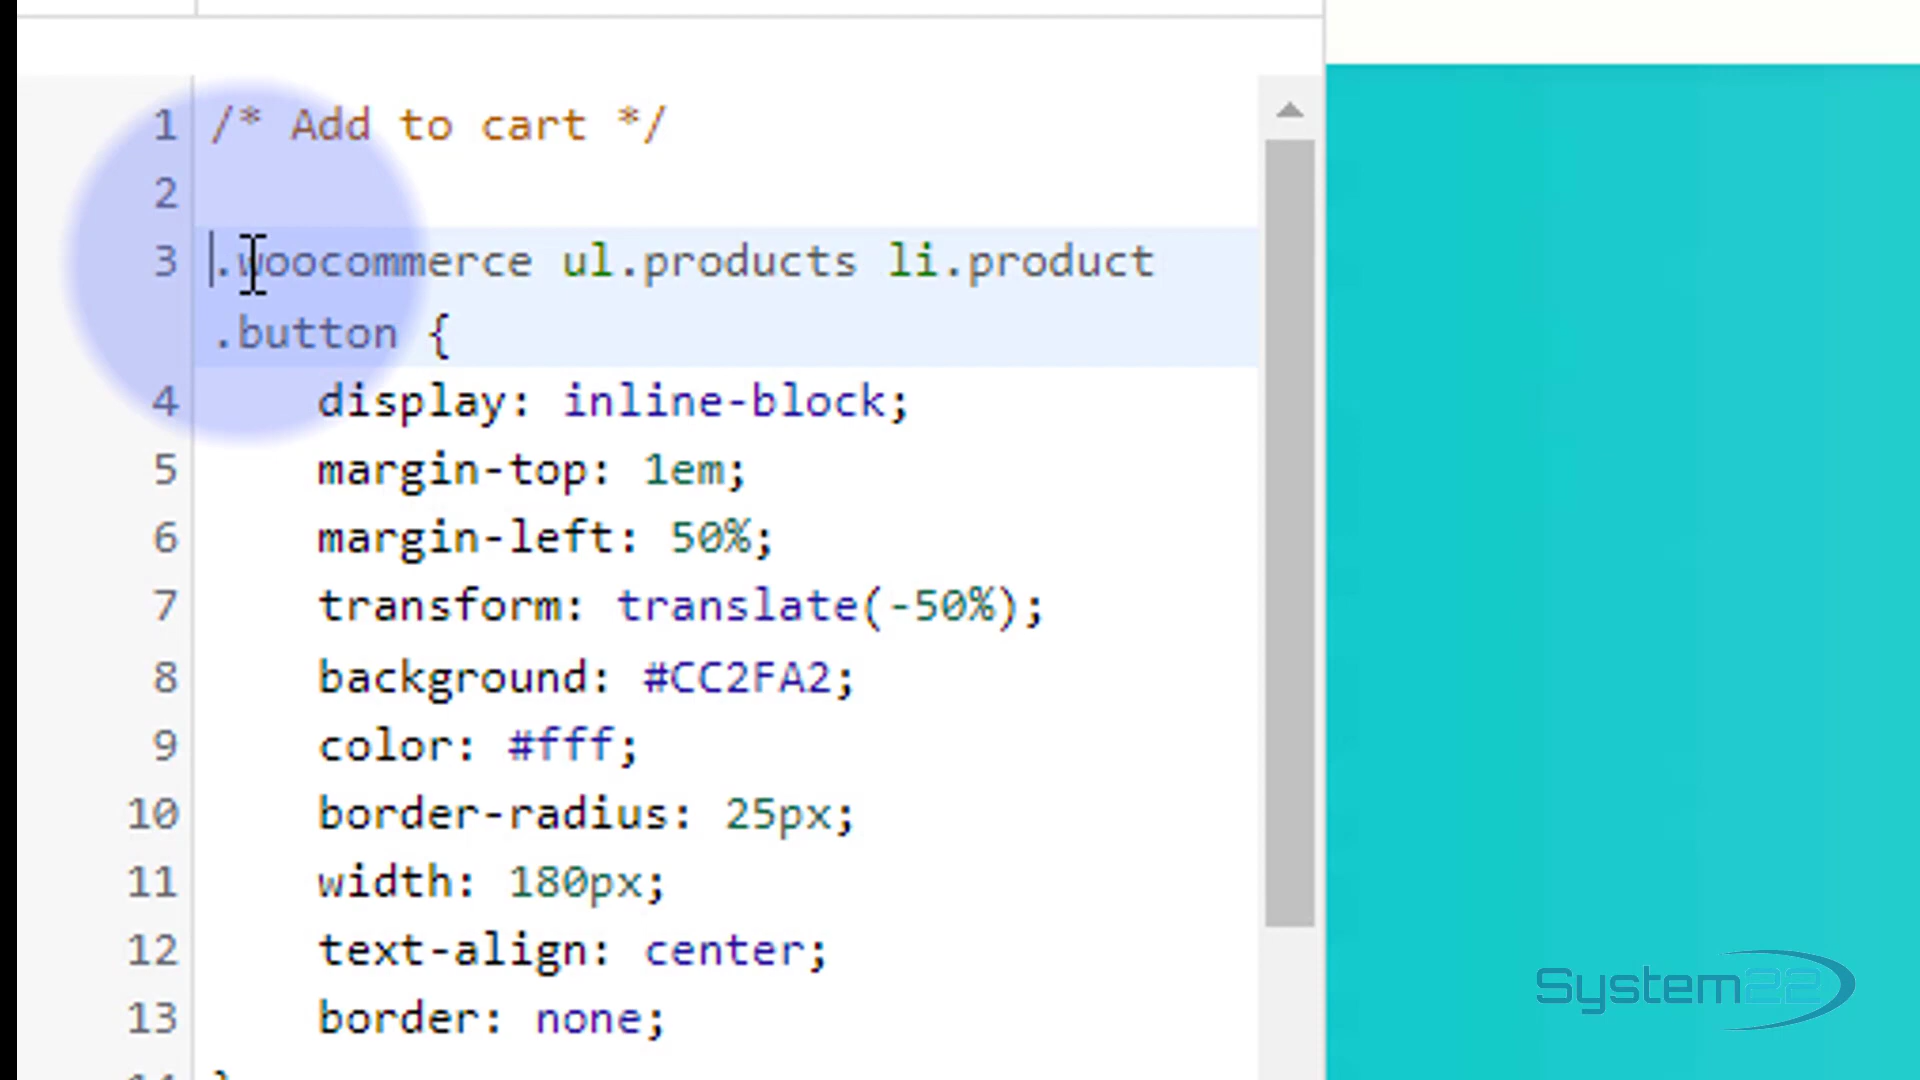 1 /* Add to cart */
2
3 .woocommerce ul.products li.product
.button {
4 display: inline-block;
5 margin-top: 1em;
6 margin-left: 50%;
7 transform: translate(-50%);
8 background: #CC2FA2;
9 color: #fff;
10 border-radius: 25px;
11 width: 180px;
12 text-align: center;
13 border: none;
System22